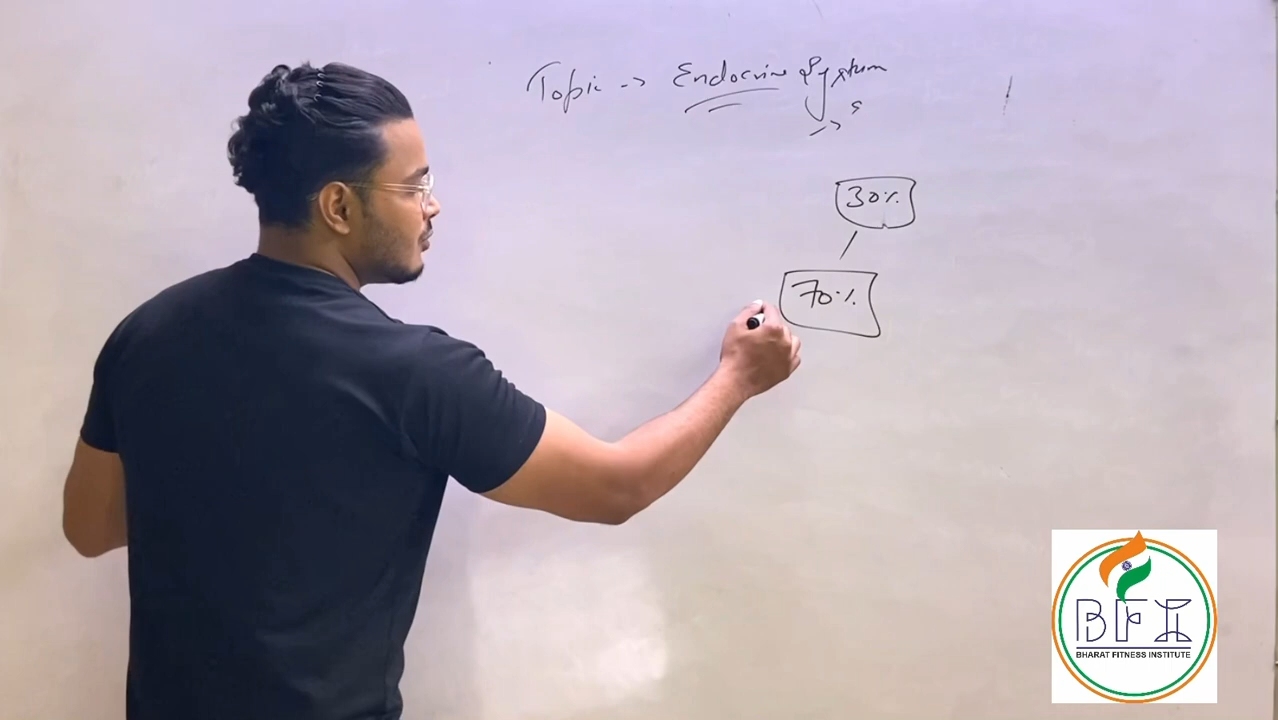 Topic -> Endocrine System
30%
70%
BFI
BHARAT FITNESS INSTITUTE